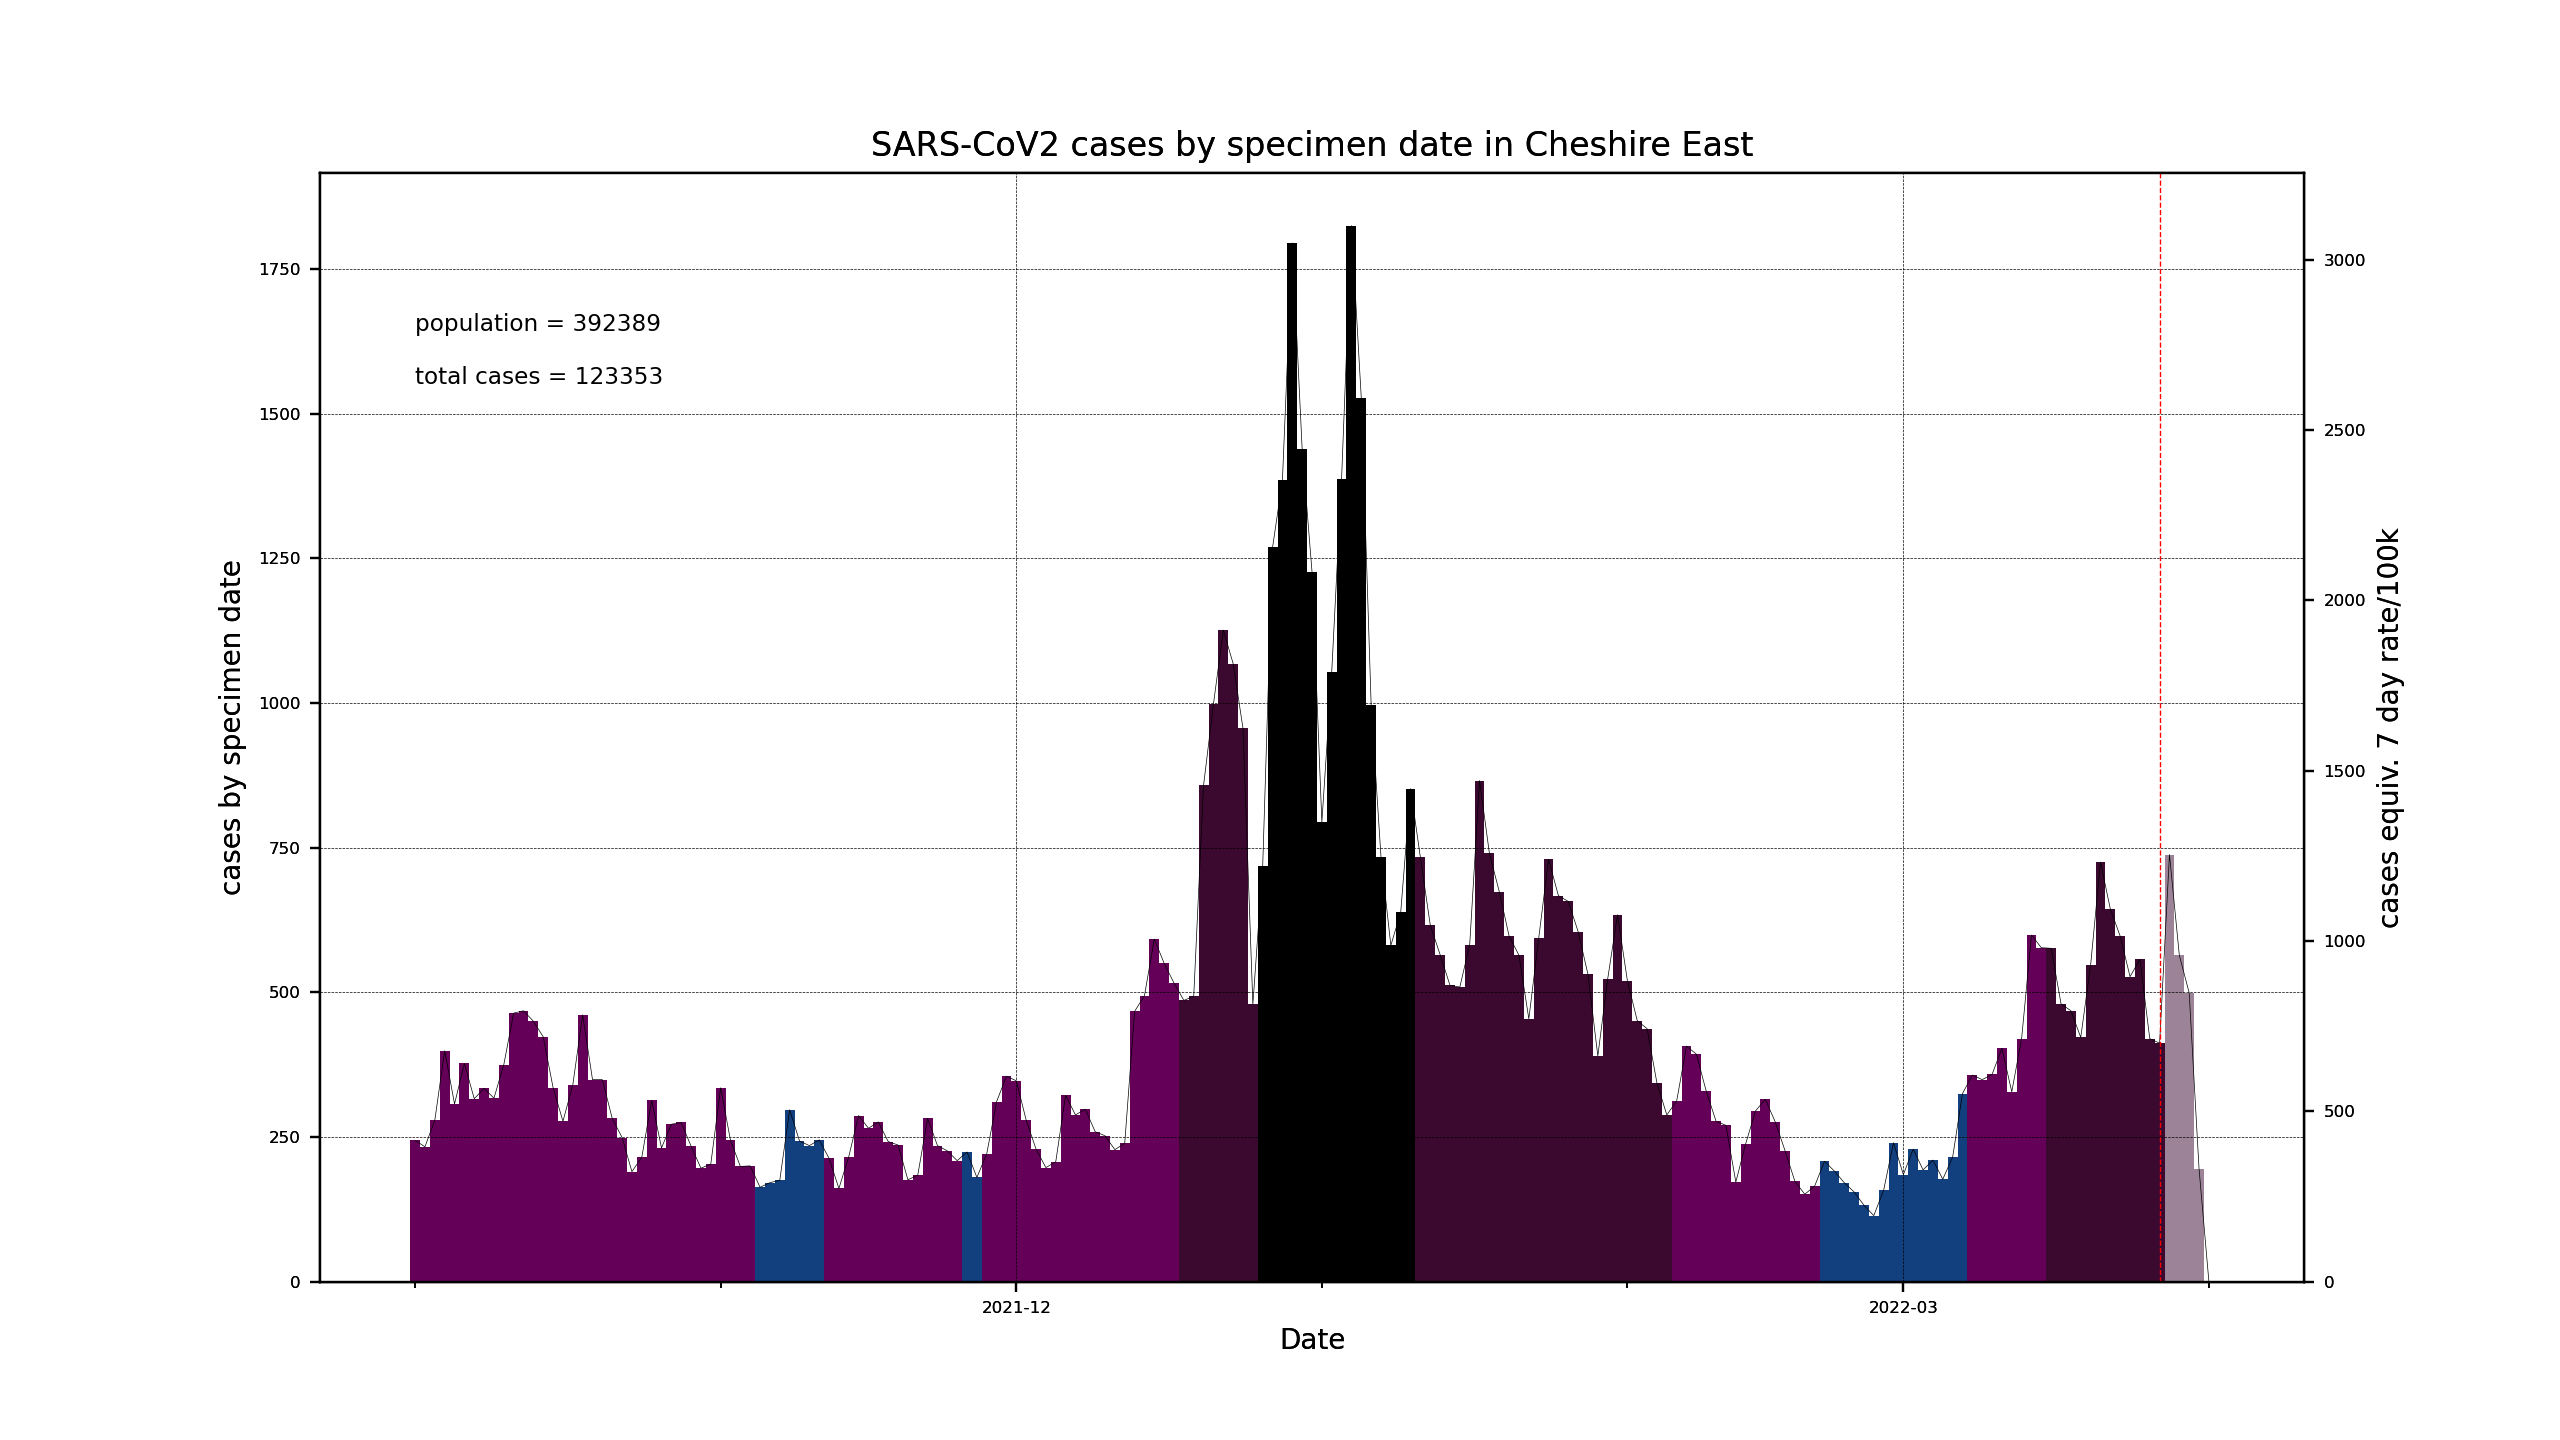 SARS-CoV2 cases by specimen date in Cheshire East
population = 392389
total cases = 123353
cases by specimen date
1750
1500
1250
1000
750
500
250
0
3000
2500
2000
1500
1000
500
0
cases equiv. 7 day rate/100k
2021-12
2022-03
Date